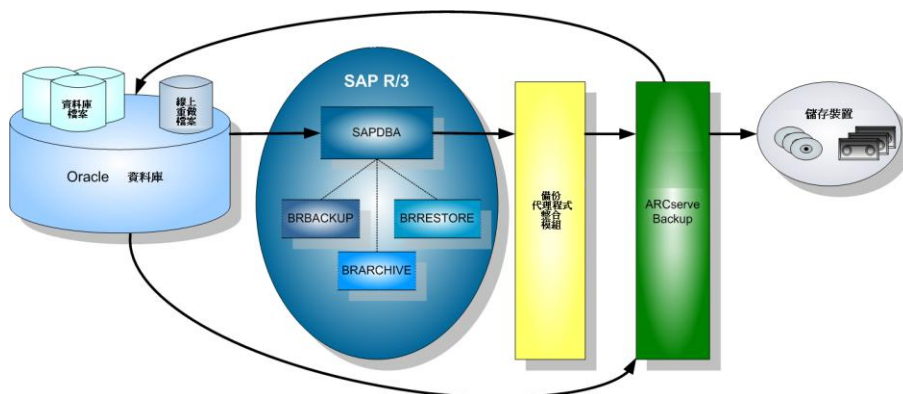 資料庫
檔案
線上
重做
檔案
Oracle 資料庫
SAP R/3
SAPDBA
BRBACKUP
BRRESTORE
BRARCHIVE
備份
代理程式
整合
模組
ARCserve
Backup
儲存裝置